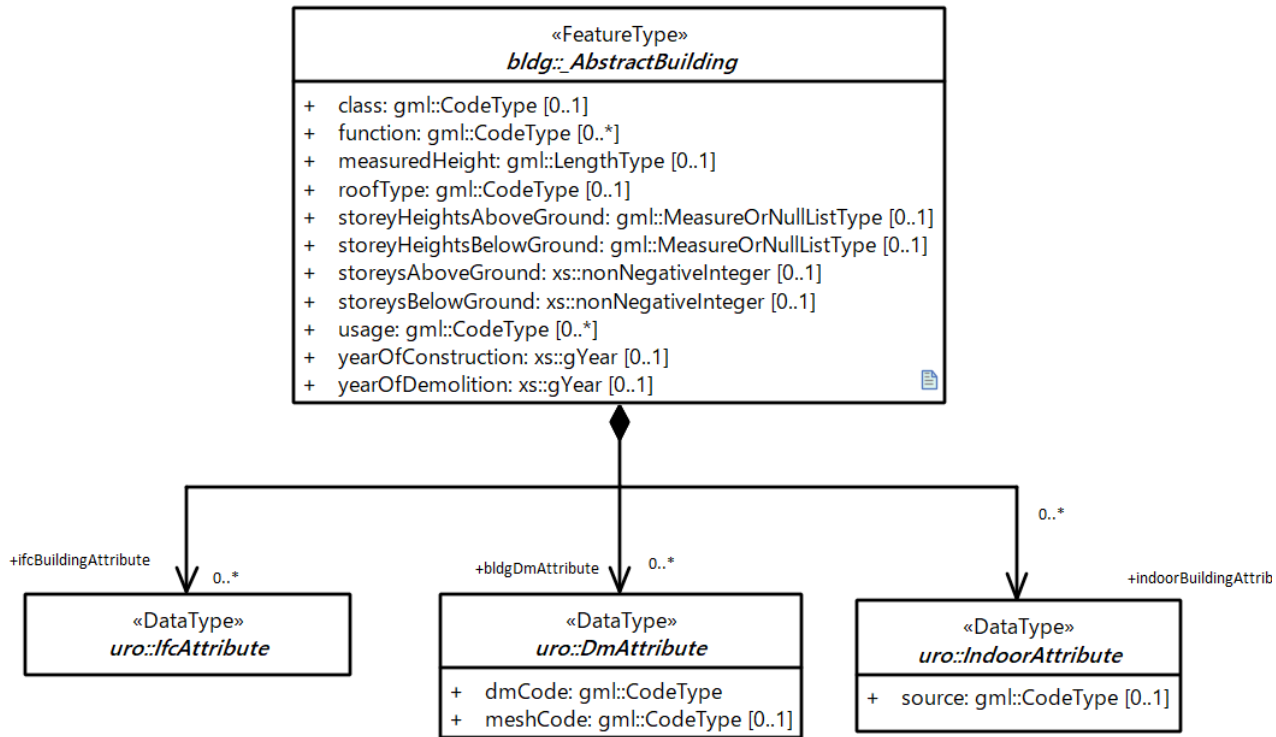 «FeatureType»
bldg::_AbstractBuilding
+ class: gml::CodeType [0..1]
+ function: gml::CodeType [0..*]
+ measuredHeight: gml::LengthType [0..1]
+ roofType: gml::CodeType [0..1]
+ storeyHeightsAboveGround: gml::MeasureOrNullListType [0..1]
+ storeyHeightsBelowGround: gml::MeasureOrNullListType [0..1]
+ storeysAboveGround: xs::nonNegativeInteger [0..1]
+ storeysBelowGround: xs::nonNegativeInteger [0..1]
+ usage: gml::CodeType [0..*]
+ yearOfConstruction: xs::gYear [0..1]
+ yearOfDemolition: xs::gYear [0..1]
+ifcBuildingAttribute
0..*
«DataType»
uro::IfcAttribute
+bldgDmAttribute
0..*
«DataType»
uro::DmAttribute
+ dmCode: gml::CodeType
+ meshCode: gml::CodeType [0..1]
0..*
+indoorBuildingAttrib
«DataType»
uro::IndoorAttribute
+ source: gml::CodeType [0..1]